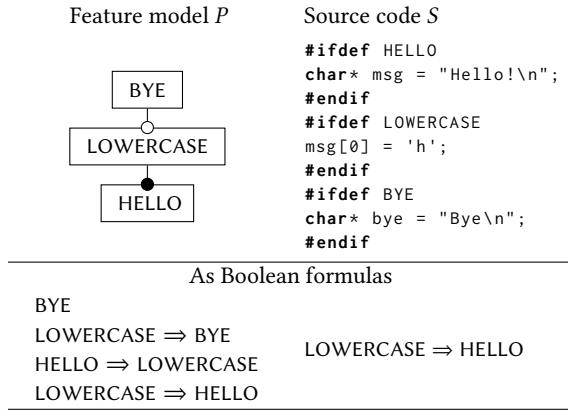 Feature model P
Source code S
BYE
LOWERCASE
HELLO
#ifdef HELLO
char* msg = "Hello!\n";
#endif
#ifdef LOWERCASE
msg[0] = 'h';
#endif
#ifdef BYE
char* bye = "Bye\n";
#endif
As Boolean formulas
BYE
LOWERCASE ⇒ BYE
HELLO ⇒ LOWERCASE
LOWERCASE ⇒ HELLO
LOWERCASE ⇒ HELLO